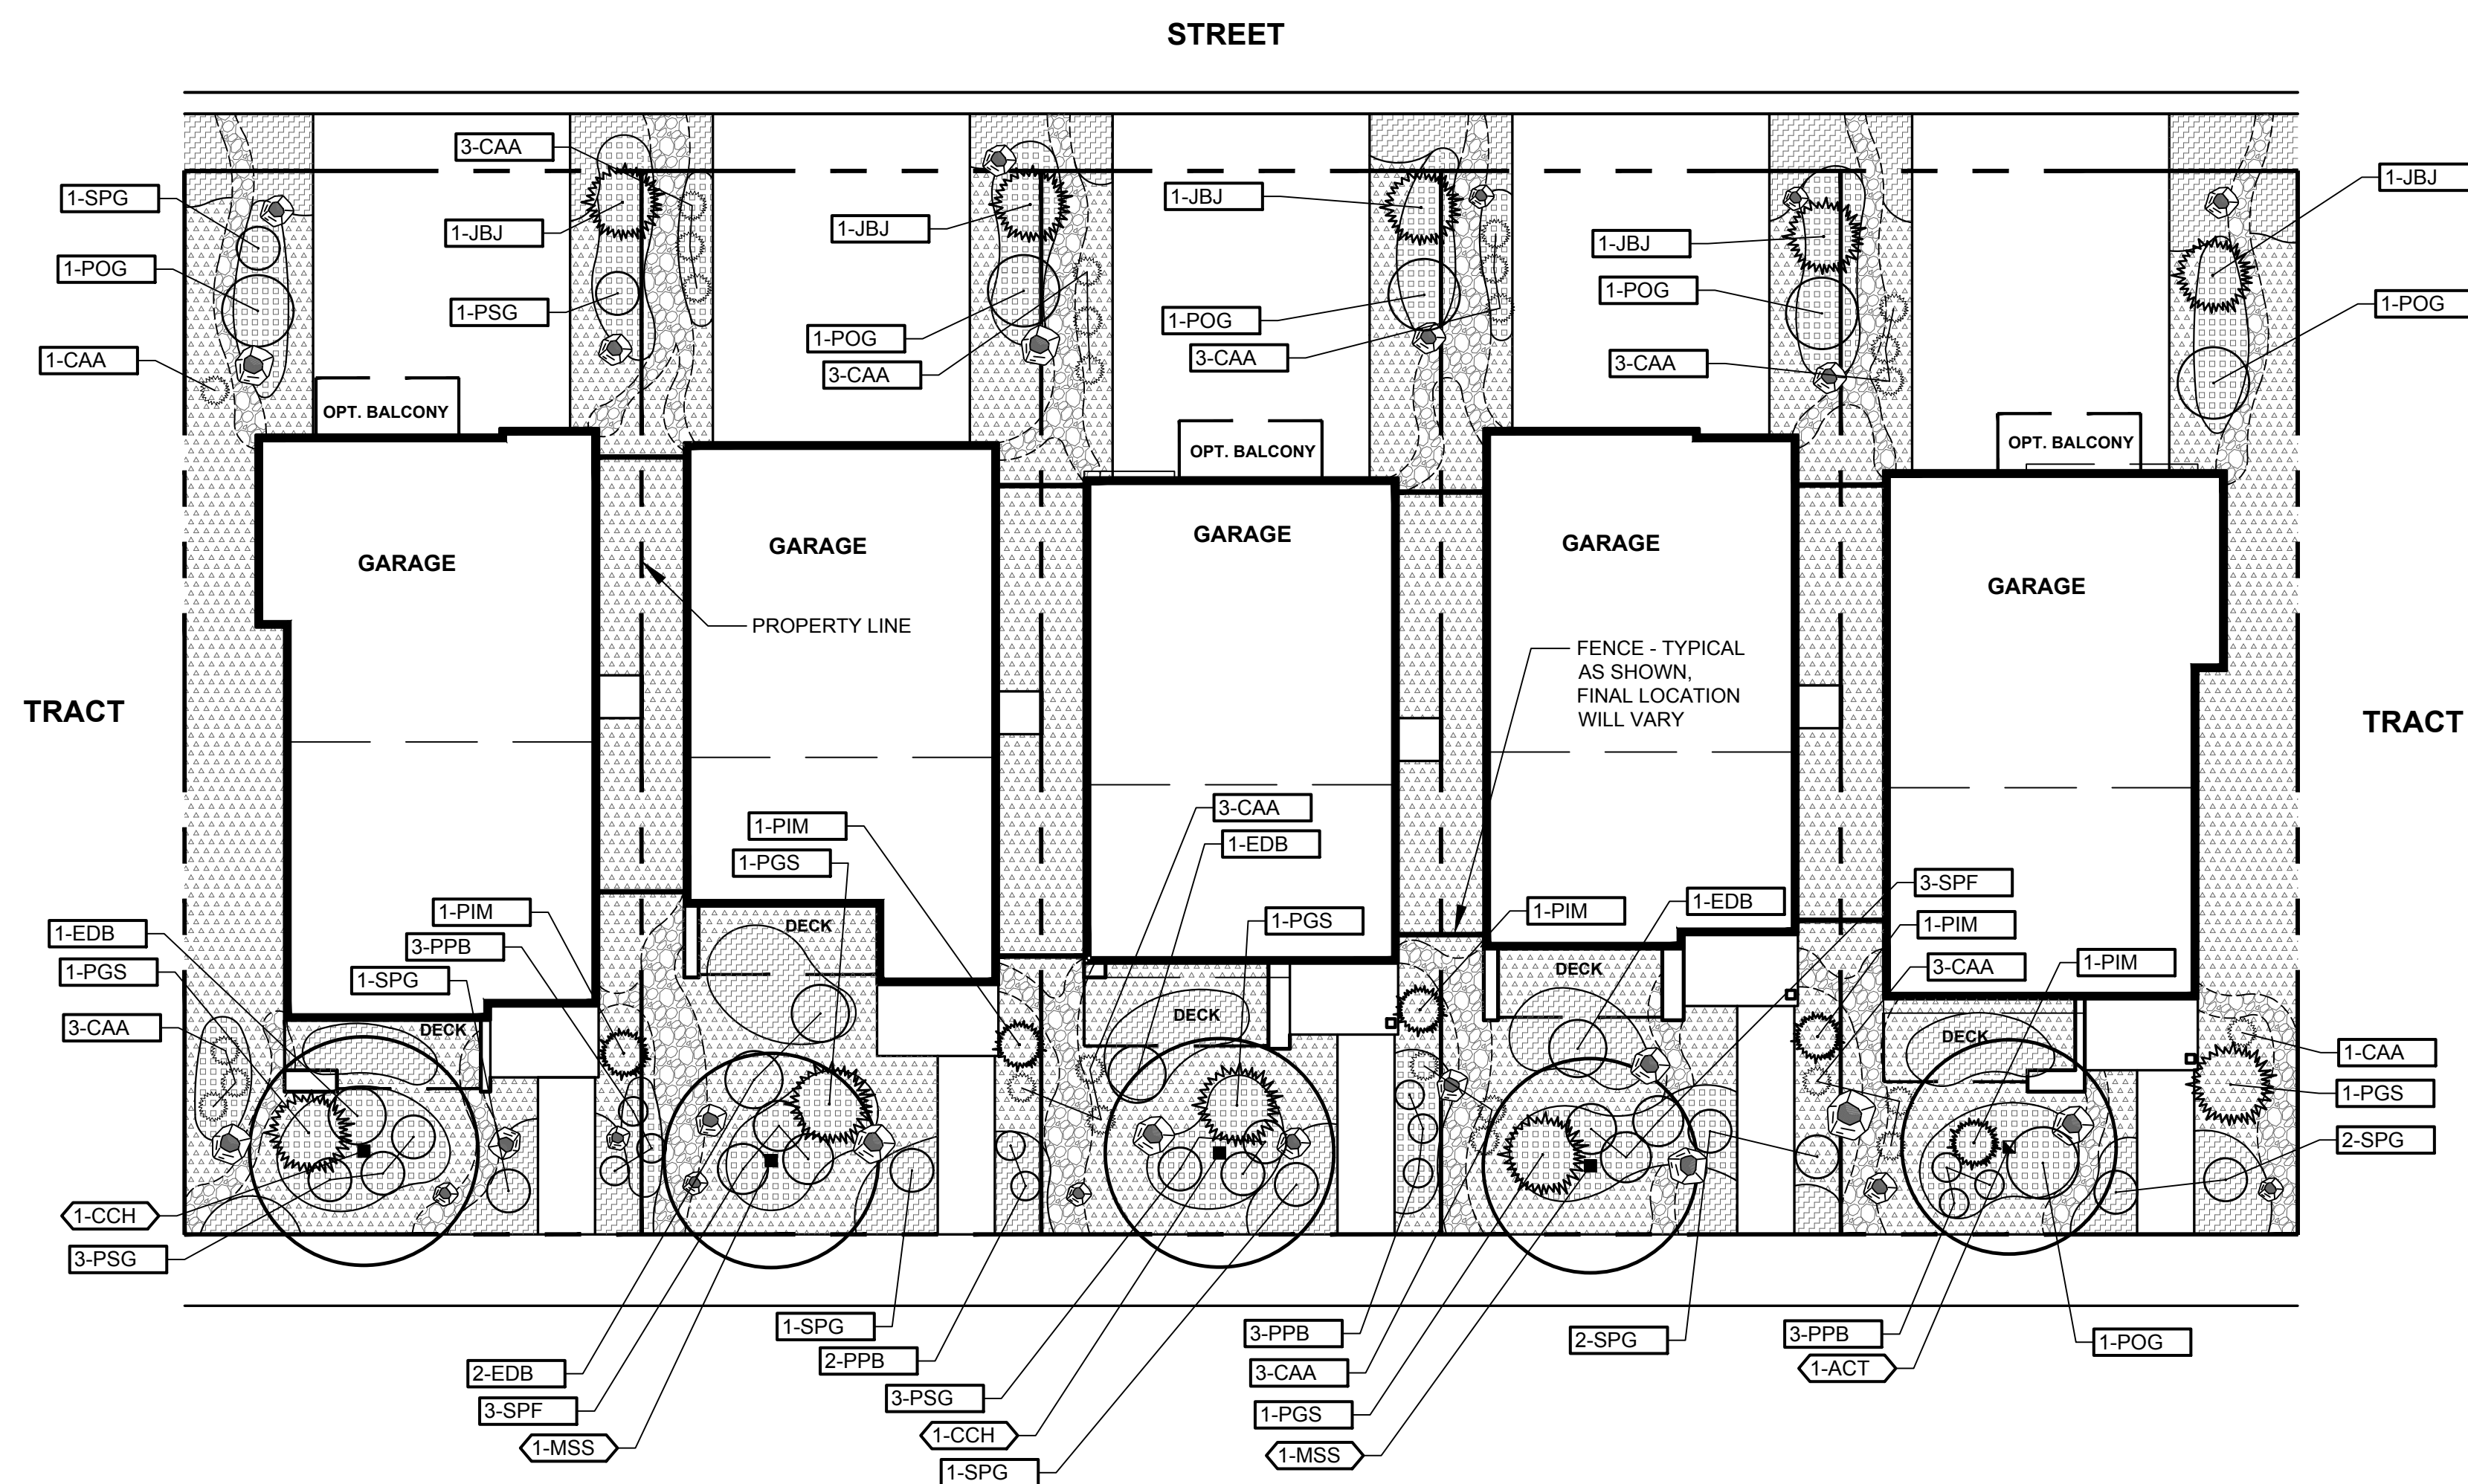 STREET
3-CAA
1-SPG
1-JBJ
1-JBJ
1-JBJ
1-JBJ
1-JBJ
1-POG
1-PSG
1-POG
1-POG
1-POG
1-POG
1-CAA
3-CAA
3-CAA
3-CAA
OPT. BALCONY
OPT. BALCONY
OPT. BALCONY
GARAGE
GARAGE
GARAGE
GARAGE
GARAGE
PROPERTY LINE
FENCE - TYPICAL
AS SHOWN,
FINAL LOCATION
WILL VARY
TRACT
TRACT
3-CAA
1-PIM
1-EDB
1-PGS
3-SPF
1-EDB
1-PIM
1-PIM
1-PGS
1-PIM
1-EDB
3-PPB
DECK
3-CAA
1-PIM
1-PGS
1-SPG
DECK
3-CAA
DECK
DECK
DECK
1-CAA
1-PGS
2-SPG
1-CCH
3-PSG
1-SPG
3-PPB
2-SPG
3-PPB
1-POG
2-EDB
2-PPB
3-CAA
1-ACT
3-SPF
3-PSG
1-PGS
1-MSS
1-CCH
1-MSS
1-SPG